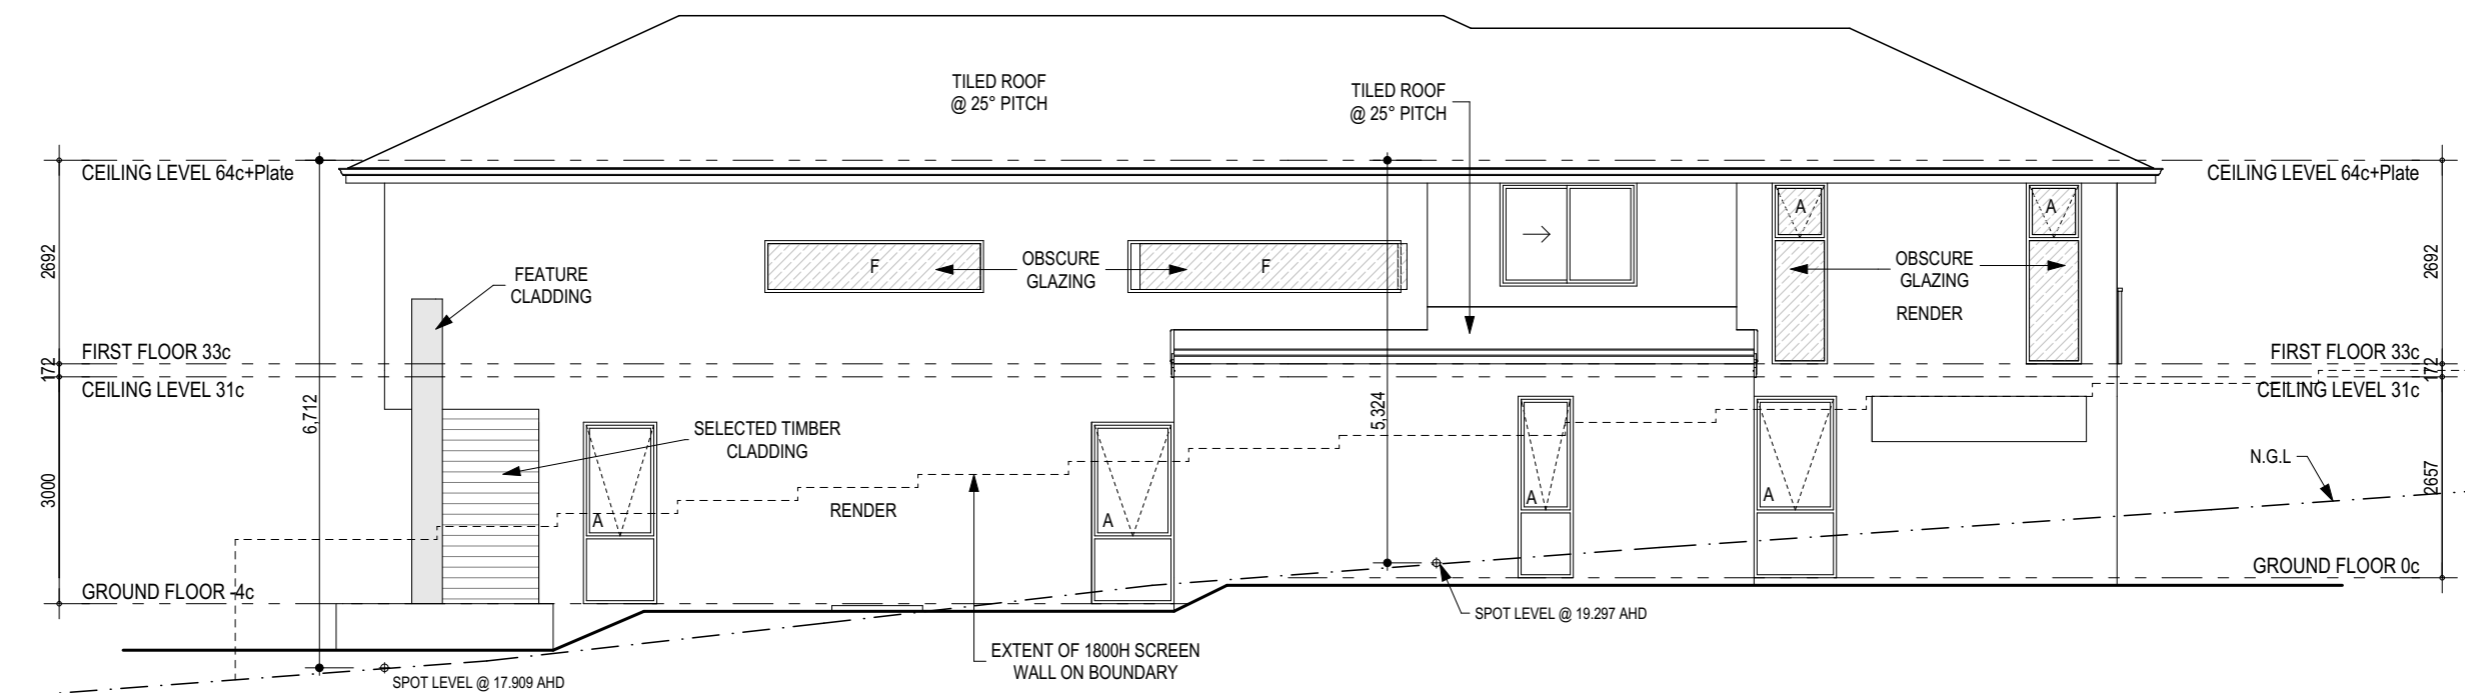 TILED ROOF
@ 25° PITCH
TILED ROOF
@ 25° PITCH
CEILING LEVEL 64c+Plate
CEILING LEVEL 64c+Plate
A
A
2692
FEATURE
CLADDING
F
OBSCURE
GLAZING
F
OBSCURE
GLAZING
2692
RENDER
FIRST FLOOR 33c
FIRST FLOOR 33c
172
172
CEILING LEVEL 31c
CEILING LEVEL 31c
6,712
5,324
SELECTED TIMBER
CLADDING
N.G.L
3000
2657
A
RENDER
A
A
A
GROUND FLOOR -4c
GROUND FLOOR 0c
SPOT LEVEL @ 19.297 AHD
EXTENT OF 1800H SCREEN
WALL ON BOUNDARY
SPOT LEVEL @ 17.909 AHD